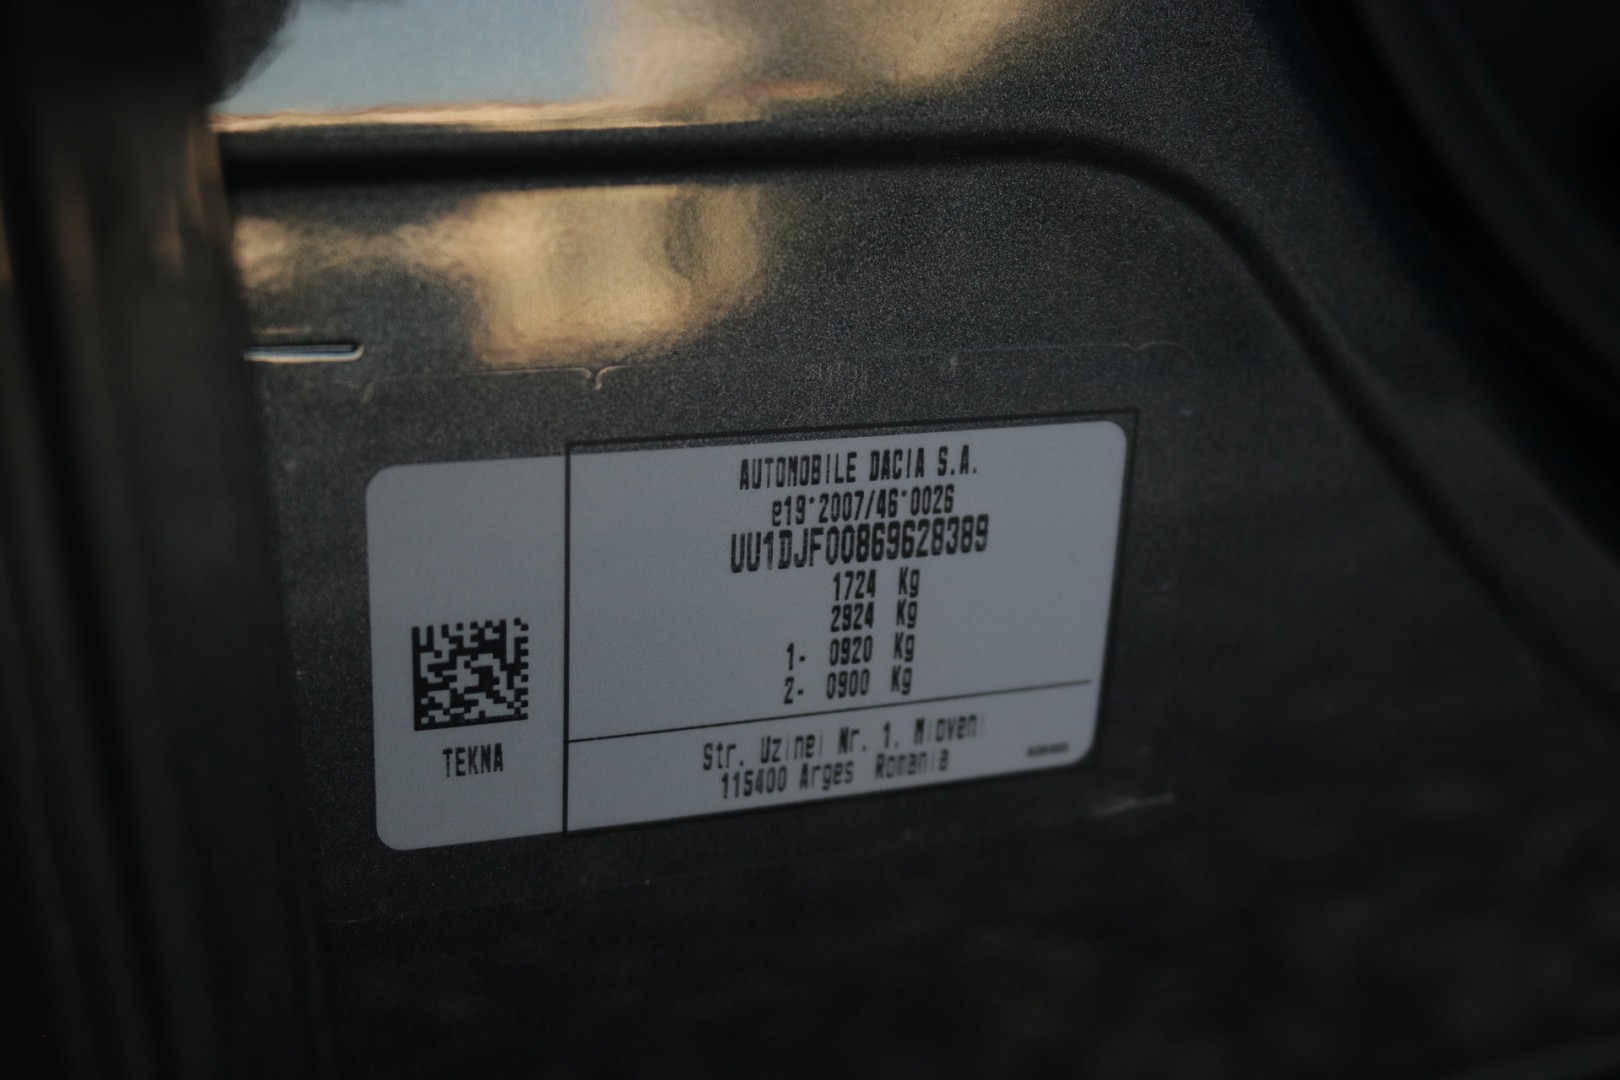 AUTOMOBILE DACIA S.A.
e19*2007/46*0026
UU1DJF00869628389
1724 Kg
2924 Kg
1- 0920 Kg
2- 0900 Kg
TEKNA
Str. Uzinei Nr. 1, Mioveni
115400 Arges Romania